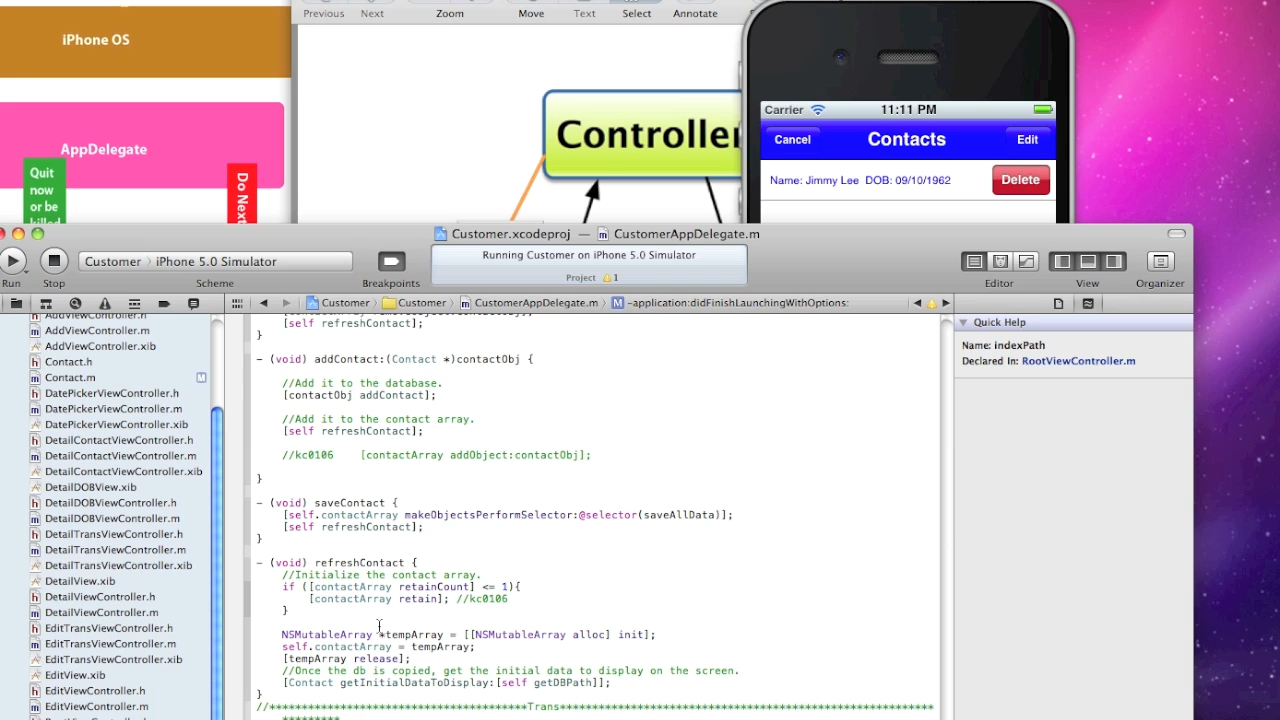 iPhone OS
AppDelegate
Quit
now
or be
killed
Do Next
Previous Next Zoom Move Text Select Annotate
Controller
Carrier 11:11 PM
Cancel Contacts Edit
Name: Jimmy Lee DOB: 09/10/1962 Delete
Customer.xcodeproj — CustomerAppDelegate.m
Customer › iPhone 5.0 Simulator
Running Customer on iPhone 5.0 Simulator
Project 1
Run Stop Scheme Breakpoints Editor View Organizer
Customer Customer CustomerAppDelegate.m -application:didFinishLaunchingWithOptions:
AddViewController.h
AddViewController.m
AddViewController.xib
Contact.h
Contact.m M
DatePickerViewController.h
DatePickerViewController.m
DatePickerViewController.xib
DetailContactViewController.h
DetailContactViewController.m
DetailContactViewController.xib
DetailDOBView.xib
DetailDOBViewController.h
DetailDOBViewController.m
DetailTransViewController.h
DetailTransViewController.m
DetailTransViewController.xib
DetailView.xib
DetailViewController.h
DetailViewController.m
EditTransViewController.h
EditTransViewController.m
EditTransViewController.xib
EditView.xib
EditViewController.h
EditViewController.m
[self refreshContact];
}
- (void) addContact:(Contact *)contactObj {
//Add it to the database.
[contactObj addContact];
//Add it to the contact array.
[self refreshContact];
//kc0106 [contactArray addObject:contactObj];
}
- (void) saveContact {
[self.contactArray makeObjectsPerformSelector:@selector(saveAllData)];
[self refreshContact];
}
- (void) refreshContact {
//Initialize the contact array.
if ([contactArray retainCount] <= 1){
[contactArray retain]; //kc0106
}
NSMutableArray *tempArray = [[NSMutableArray alloc] init];
self.contactArray = tempArray;
[tempArray release];
//Once the db is copied, get the initial data to display on the screen.
[Contact getInitialDataToDisplay:[self getDBPath]];
}
//**************************************Trans*************************************************************
*********
Quick Help
Name: indexPath
Declared In: RootViewController.m